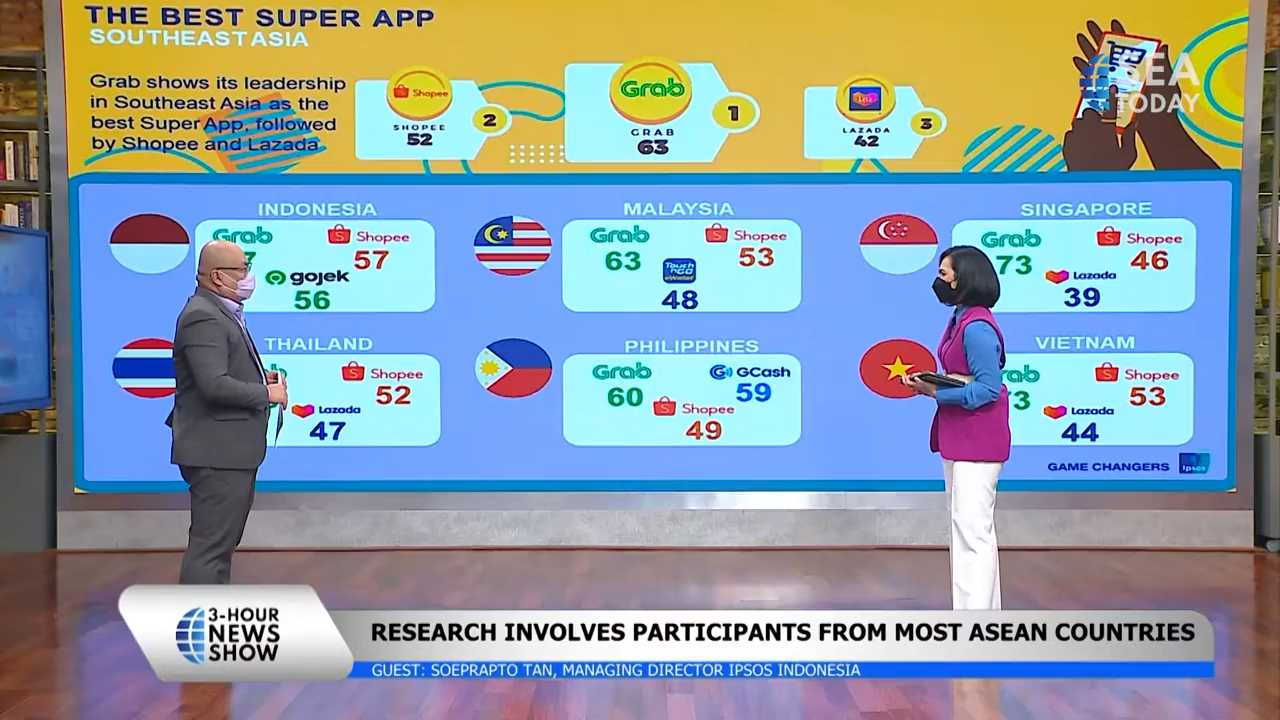 THE BEST SUPER APP
SOUTHEAST ASIA
Grab shows its leadership
in Southeast Asia as the
best Super App, followed
by Shopee and Lazada
Shopee
SHOPEE
52
2
Grab
GRAB
63
1
Laz
LAZADA
42
3
SEA
TODAY
INDONESIA
Grab
Shopee
57
gojek
56
MALAYSIA
Grab
63
Shopee
53
Touch
'n GO
eWallet
48
SINGAPORE
Grab
73
Shopee
46
Lazada
39
THAILAND
Shopee
52
Lazada
47
PHILIPPINES
Grab
60
GCash
59
Shopee
49
VIETNAM
Shopee
53
Lazada
44
GAME CHANGERS
Ipsos
3-HOUR
NEWS
SHOW
RESEARCH INVOLVES PARTICIPANTS FROM MOST ASEAN COUNTRIES
GUEST: SOEPRAPTO TAN, MANAGING DIRECTOR IPSOS INDONESIA